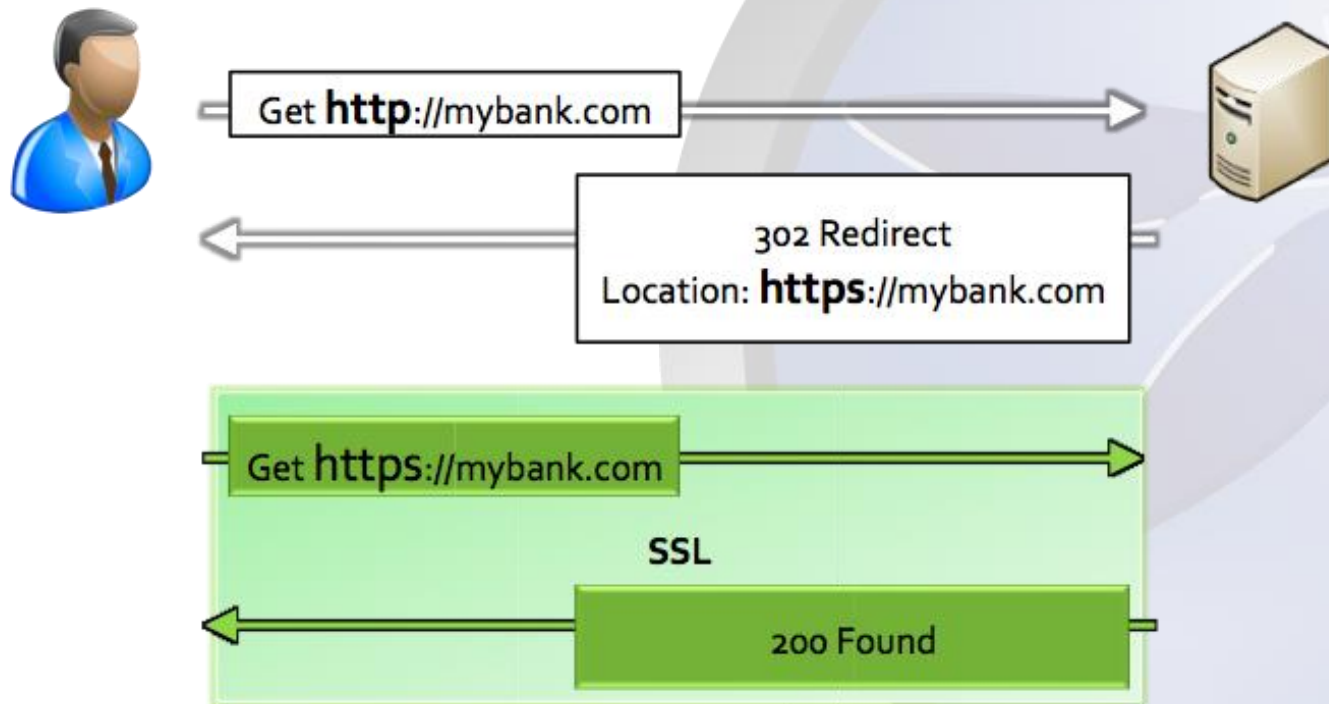 Get http://mybank.com
302 Redirect
Location: https://mybank.com
Get https://mybank.com
SSL
200 Found